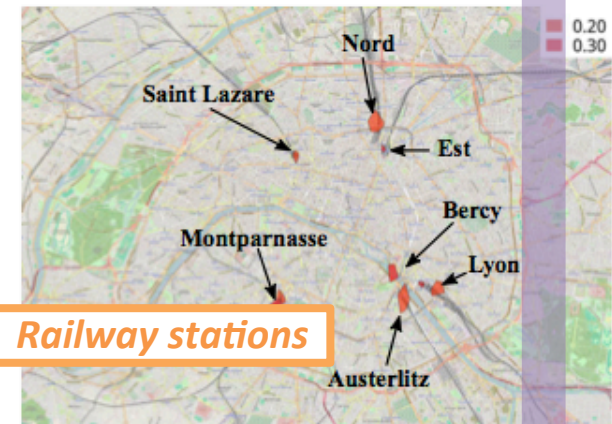 0.20
0.30
Nord
Saint Lazare
Est
Bercy
Montparnasse
Lyon
Railway stations
Austerlitz